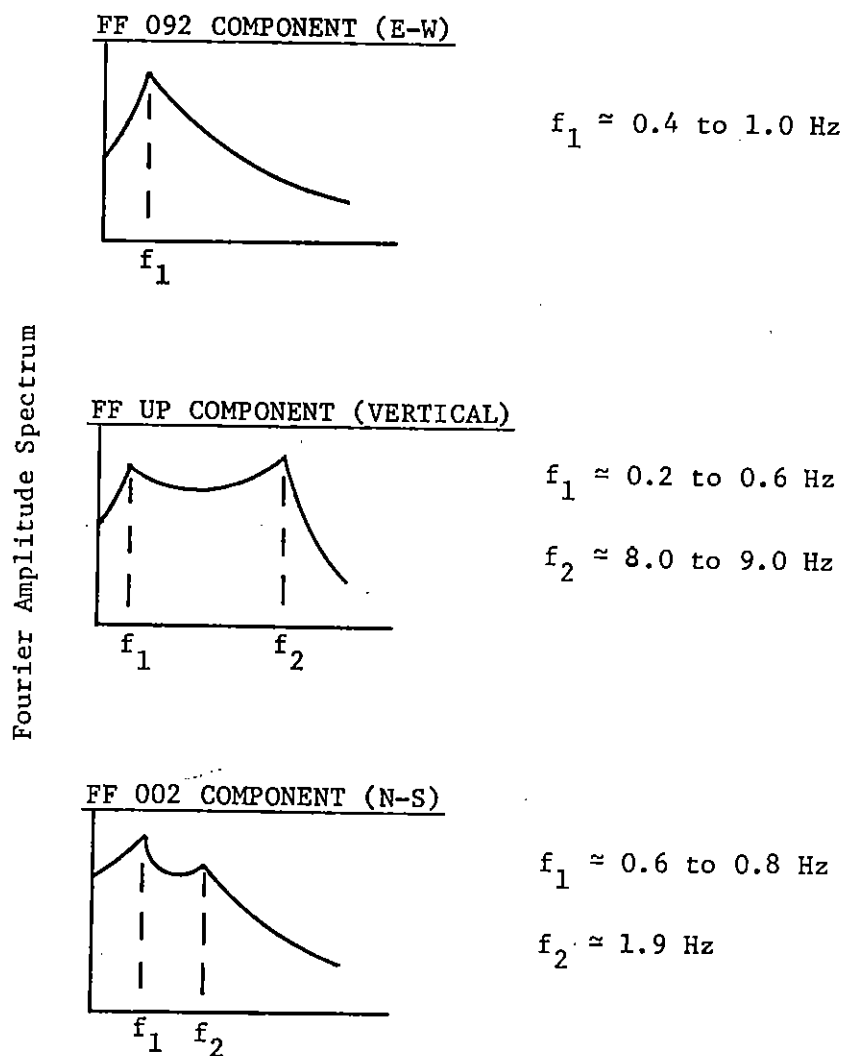 Fourier Amplitude Spectrum
FF 092 COMPONENT (E-W)
f₁ ≃ 0.4 to 1.0 Hz
f₁
FF UP COMPONENT (VERTICAL)
f₁ ≃ 0.2 to 0.6 Hz
f₂ ≃ 8.0 to 9.0 Hz
f₁ f₂
FF 002 COMPONENT (N-S)
f₁ ≃ 0.6 to 0.8 Hz
f₂ ≃ 1.9 Hz
f₁ f₂